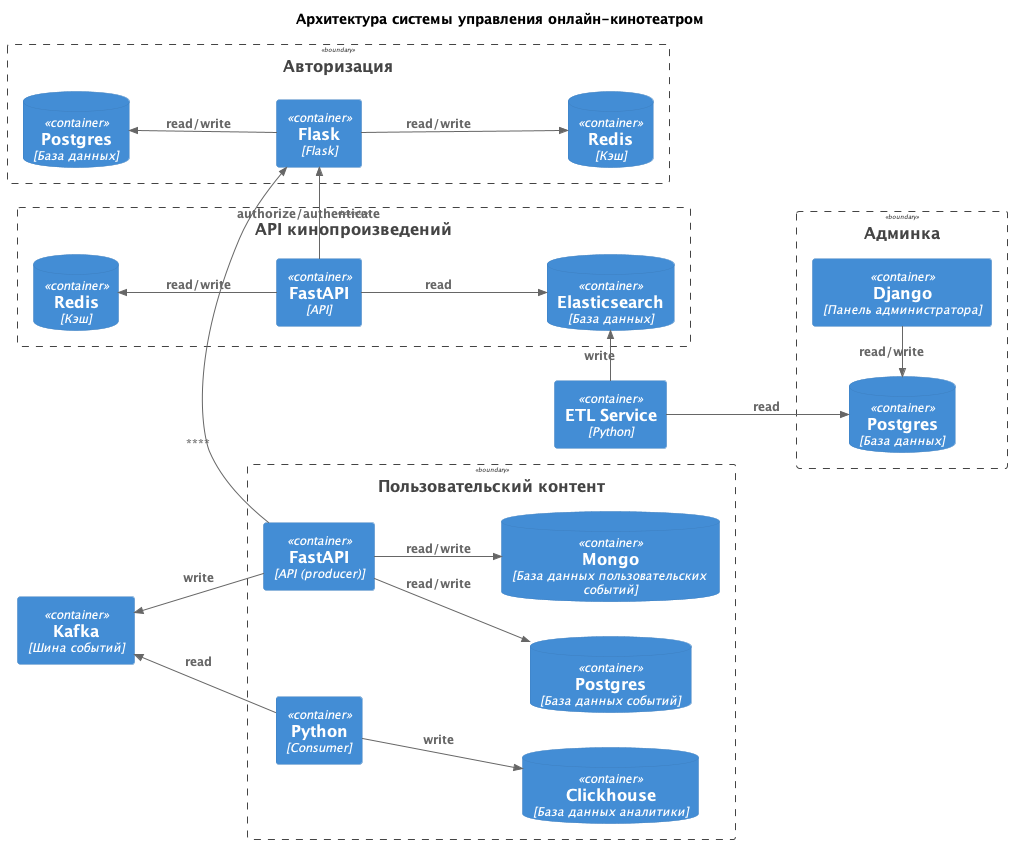 Архитектура системы управления онлайн-кинотеатром
«boundary»
Авторизация
«container»
Postgres
[База данных]
read/write
«container»
Flask
[Flask]
read/write
«container»
Redis
[Кэш]
authorize/authenticate
«boundary»
API кинопроизведений
«container»
Redis
[Кэш]
read/write
«container»
FastAPI
[API]
read
«container»
Elasticsearch
[База данных]
«boundary»
Админка
«container»
Django
[Панель администратора]
read/write
«container»
Postgres
[База данных]
write
«container»
ETL Service
[Python]
read
****
«boundary»
Пользовательский контент
«container»
FastAPI
[API (producer)]
read/write
«container»
Mongo
[База данных пользовательских
событий]
read/write
«container»
Postgres
[База данных событий]
write
«container»
Kafka
[Шина событий]
read
«container»
Python
[Consumer]
write
«container»
Clickhouse
[База данных аналитики]